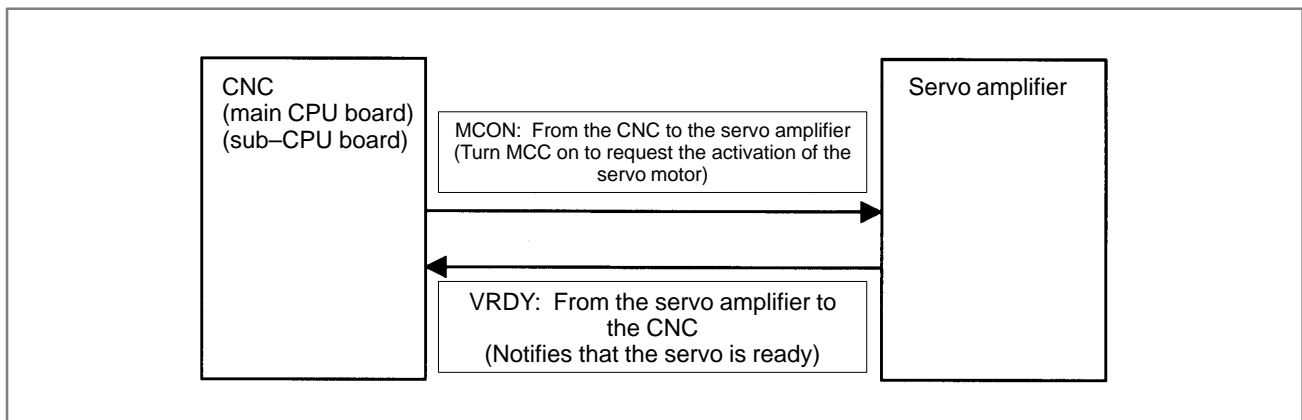 CNC
(main CPU board)
(sub–CPU board)
MCON: From the CNC to the servo amplifier
(Turn MCC on to request the activation of the
servo motor)
VRDY: From the servo amplifier to
the CNC
(Notifies that the servo is ready)
Servo amplifier